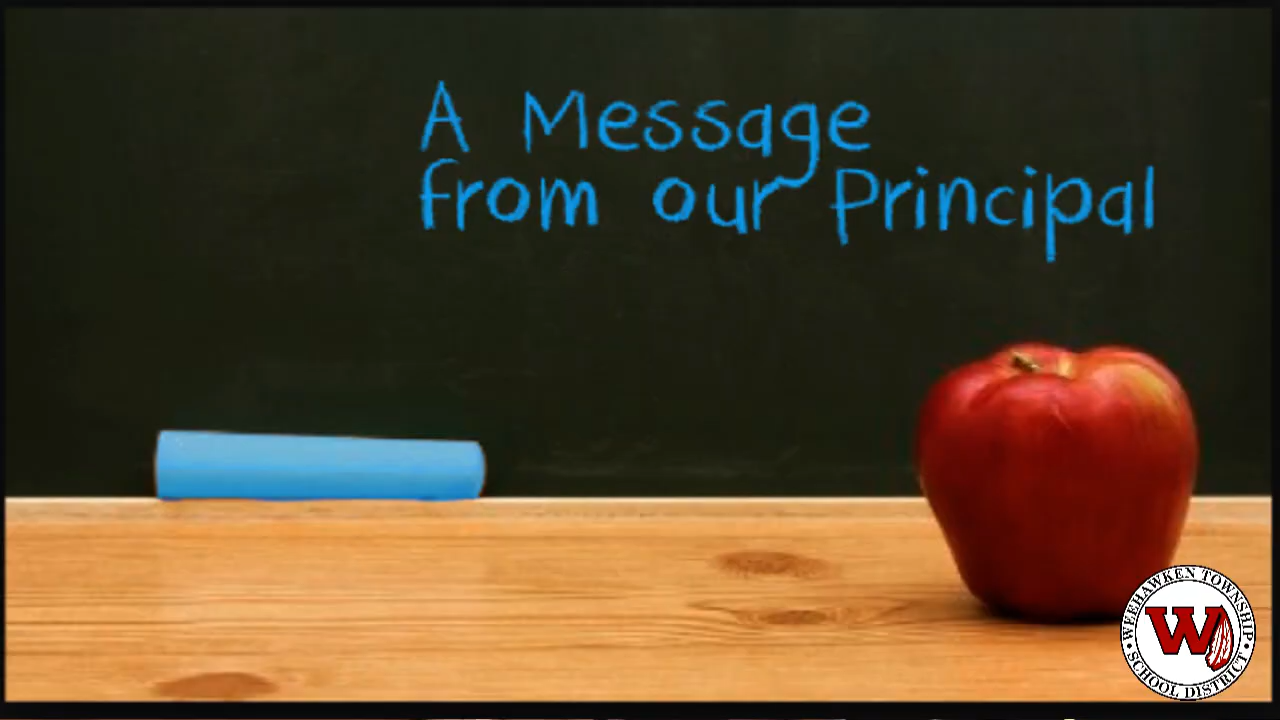 A Message
from our Principal
WEEHAWKEN TOWNSHIP
W
SCHOOL DISTRICT